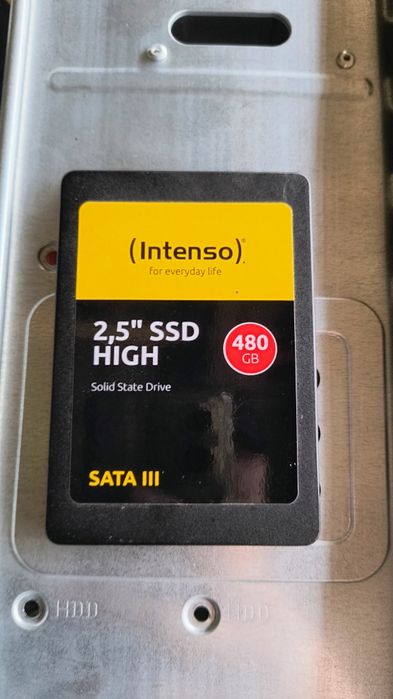 (Intenso)®
for everyday life
2,5" SSD
HIGH
480
GB
Solid State Drive
SATA III
HDD
HDD